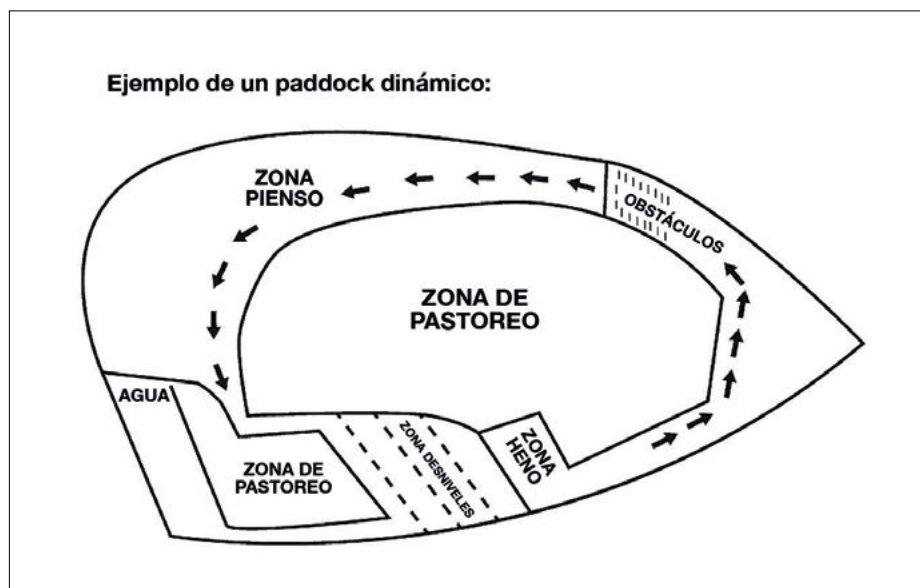 Ejemplo de un paddock dinámico:
ZONA
PIENSO
OBSTÁCULOS
ZONA DE
PASTOREO
AGUA
ZONA DE
PASTOREO
ZONA DESNIVELES
ZONA
HENO